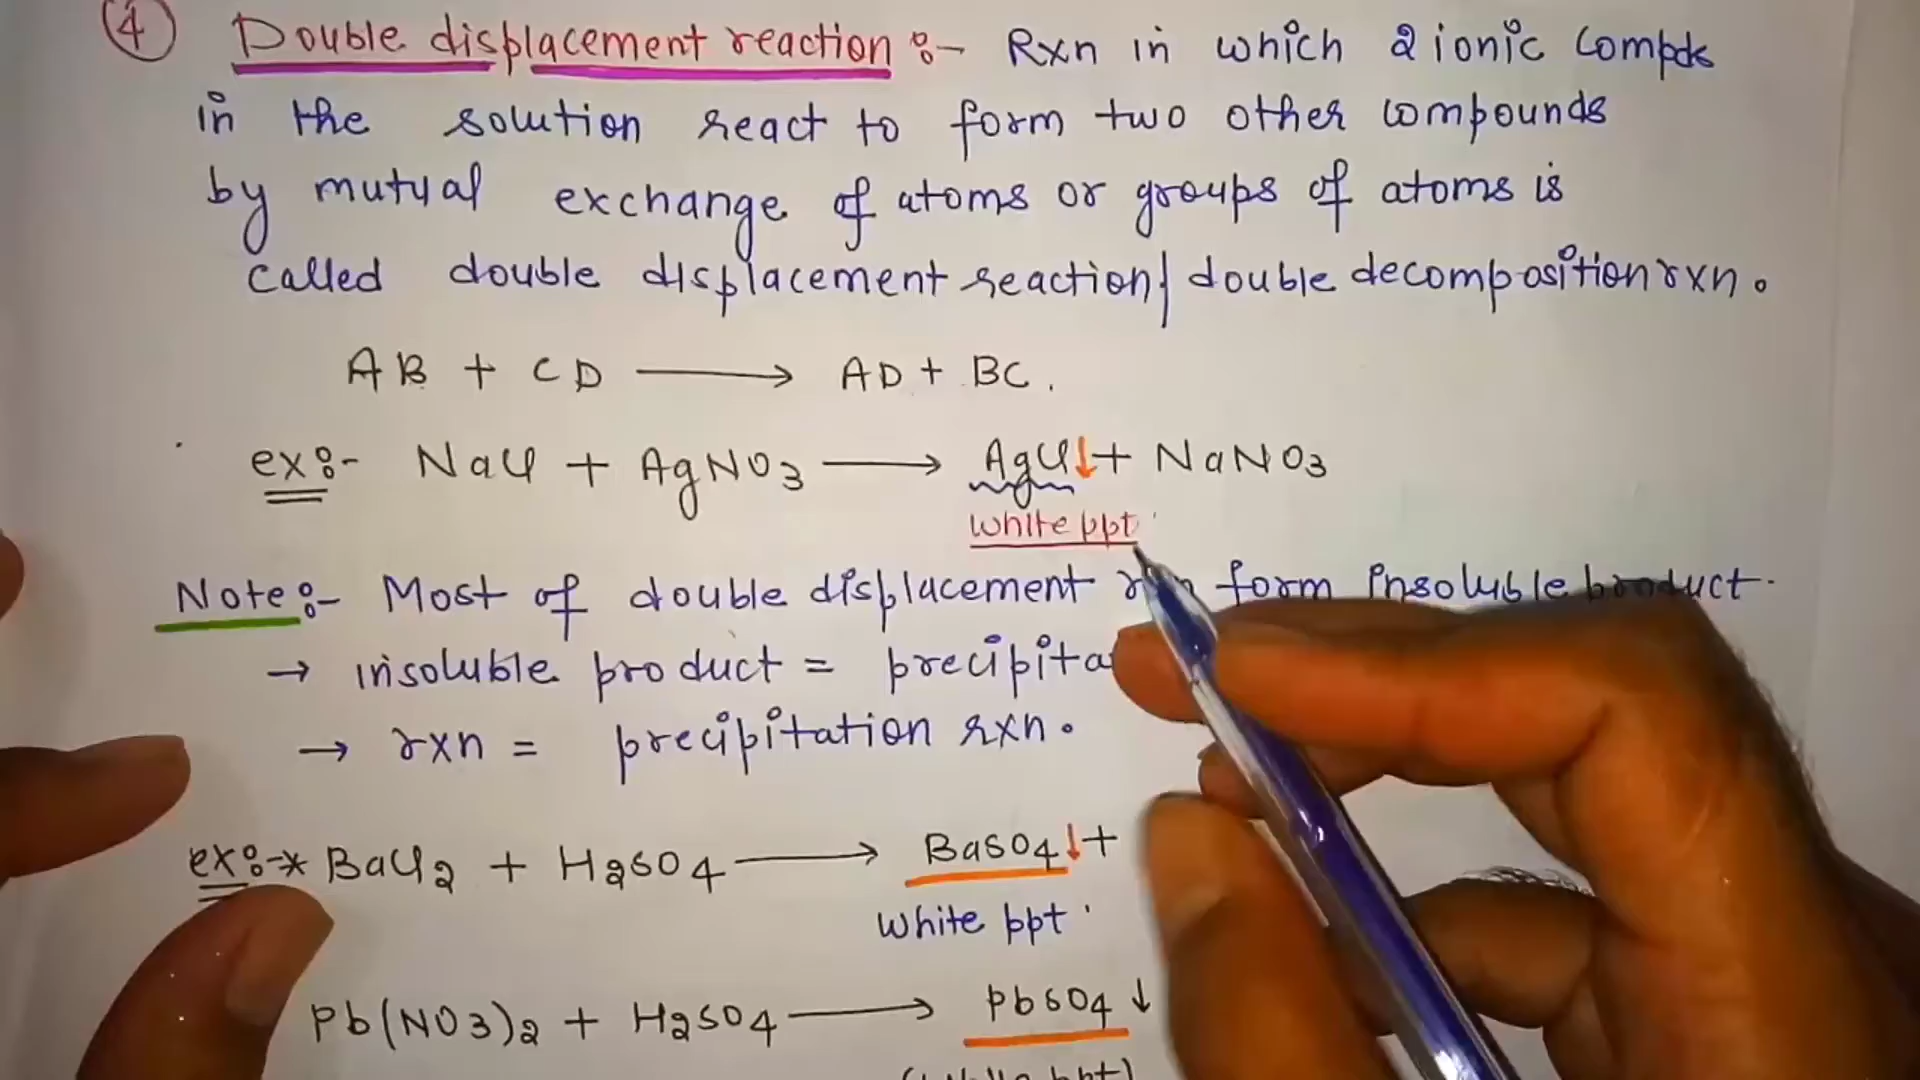 4 Double displacement reaction :- Rxn in which 2 ionic compds
in the solution react to form two other compounds
by mutual exchange of atoms or groups of atoms is
called double displacement reaction/ double decomposition rxn.
AB + CD ⟶ AD + BC.
ex:- NaCl + AgNO3 ⟶ AgCl↓ + NaNO3
White ppt
Note:- Most of double displacement form insoluble product.
→ insoluble product =
→ rxn = precipitation rxn.
ex:-* BaCl2 + H2SO4 ⟶ BaSO4↓ +
White ppt.
Pb(NO3)2 + H2SO4 ⟶ PbSO4 ↓